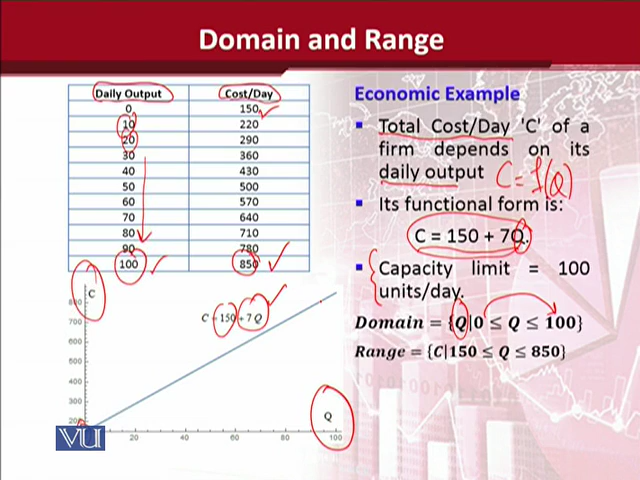 Domain and Range
Daily Output Cost/Day
0 150
10 220
20 290
30 360
40 430
50 500
60 570
70 640
80 710
90 780
100 850
Economic Example
Total Cost/Day 'C' of a
firm depends on its
daily output C = f(Q)
Its functional form is:
C = 150 + 7Q.
Capacity limit = 100
units/day.
Domain = {Q|0 ≤ Q ≤ 100}
Range = {C|150 ≤ Q ≤ 850}
C
800
700
600
500
400
300
200
C = 150 + 7 Q
Q
20 40 60 80 100
VU